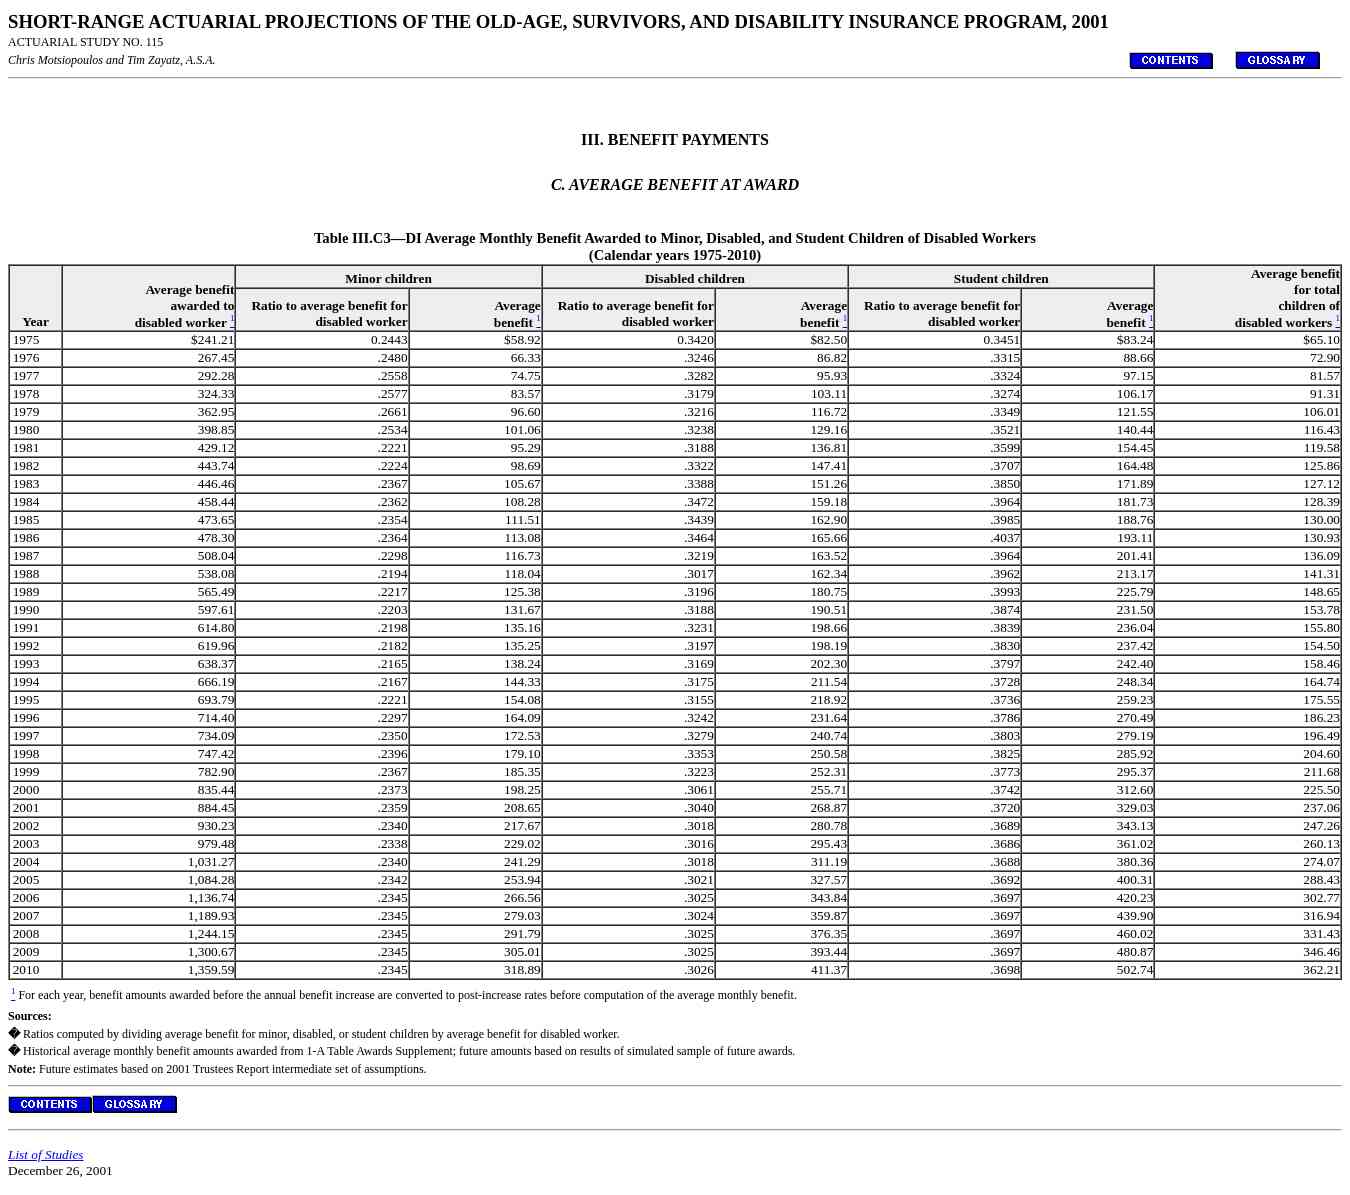 SHORT-RANGE ACTUARIAL PROJECTIONS OF THE OLD-AGE, SURVIVORS, AND DISABILITY INSURANCE PROGRAM, 2001
ACTUARIAL STUDY NO. 115
Chris Motsiopoulos and Tim Zayatz, A.S.A. CONTENTS GLOSSARY
III. BENEFIT PAYMENTS
C. AVERAGE BENEFIT AT AWARD
Table III.C3—DI Average Monthly Benefit Awarded to Minor, Disabled, and Student Children of Disabled Workers
(Calendar years 1975-2010)
Year
Average benefit
awarded to
disabled worker 1
Minor children
Ratio to average benefit for
disabled worker
Average
benefit 1
Disabled children
Ratio to average benefit for
disabled worker
Average
benefit 1
Student children
Ratio to average benefit for
disabled worker
Average
benefit 1
Average benefit
for total
children of
disabled workers 1
1975 $241.21 0.2443 $58.92 0.3420 $82.50 0.3451 $83.24 $65.10
1976 267.45 .2480 66.33 .3246 86.82 .3315 88.66 72.90
1977 292.28 .2558 74.75 .3282 95.93 .3324 97.15 81.57
1978 324.33 .2577 83.57 .3179 103.11 .3274 106.17 91.31
1979 362.95 .2661 96.60 .3216 116.72 .3349 121.55 106.01
1980 398.85 .2534 101.06 .3238 129.16 .3521 140.44 116.43
1981 429.12 .2221 95.29 .3188 136.81 .3599 154.45 119.58
1982 443.74 .2224 98.69 .3322 147.41 .3707 164.48 125.86
1983 446.46 .2367 105.67 .3388 151.26 .3850 171.89 127.12
1984 458.44 .2362 108.28 .3472 159.18 .3964 181.73 128.39
1985 473.65 .2354 111.51 .3439 162.90 .3985 188.76 130.00
1986 478.30 .2364 113.08 .3464 165.66 .4037 193.11 130.93
1987 508.04 .2298 116.73 .3219 163.52 .3964 201.41 136.09
1988 538.08 .2194 118.04 .3017 162.34 .3962 213.17 141.31
1989 565.49 .2217 125.38 .3196 180.75 .3993 225.79 148.65
1990 597.61 .2203 131.67 .3188 190.51 .3874 231.50 153.78
1991 614.80 .2198 135.16 .3231 198.66 .3839 236.04 155.80
1992 619.96 .2182 135.25 .3197 198.19 .3830 237.42 154.50
1993 638.37 .2165 138.24 .3169 202.30 .3797 242.40 158.46
1994 666.19 .2167 144.33 .3175 211.54 .3728 248.34 164.74
1995 693.79 .2221 154.08 .3155 218.92 .3736 259.23 175.55
1996 714.40 .2297 164.09 .3242 231.64 .3786 270.49 186.23
1997 734.09 .2350 172.53 .3279 240.74 .3803 279.19 196.49
1998 747.42 .2396 179.10 .3353 250.58 .3825 285.92 204.60
1999 782.90 .2367 185.35 .3223 252.31 .3773 295.37 211.68
2000 835.44 .2373 198.25 .3061 255.71 .3742 312.60 225.50
2001 884.45 .2359 208.65 .3040 268.87 .3720 329.03 237.06
2002 930.23 .2340 217.67 .3018 280.78 .3689 343.13 247.26
2003 979.48 .2338 229.02 .3016 295.43 .3686 361.02 260.13
2004 1,031.27 .2340 241.29 .3018 311.19 .3688 380.36 274.07
2005 1,084.28 .2342 253.94 .3021 327.57 .3692 400.31 288.43
2006 1,136.74 .2345 266.56 .3025 343.84 .3697 420.23 302.77
2007 1,189.93 .2345 279.03 .3024 359.87 .3697 439.90 316.94
2008 1,244.15 .2345 291.79 .3025 376.35 .3697 460.02 331.43
2009 1,300.67 .2345 305.01 .3025 393.44 .3697 480.87 346.46
2010 1,359.59 .2345 318.89 .3026 411.37 .3698 502.74 362.21
1 For each year, benefit amounts awarded before the annual benefit increase are converted to post-increase rates before computation of the average monthly benefit.
Sources:
� Ratios computed by dividing average benefit for minor, disabled, or student children by average benefit for disabled worker.
� Historical average monthly benefit amounts awarded from 1-A Table Awards Supplement; future amounts based on results of simulated sample of future awards.
Note: Future estimates based on 2001 Trustees Report intermediate set of assumptions.
CONTENTS GLOSSARY
List of Studies
December 26, 2001